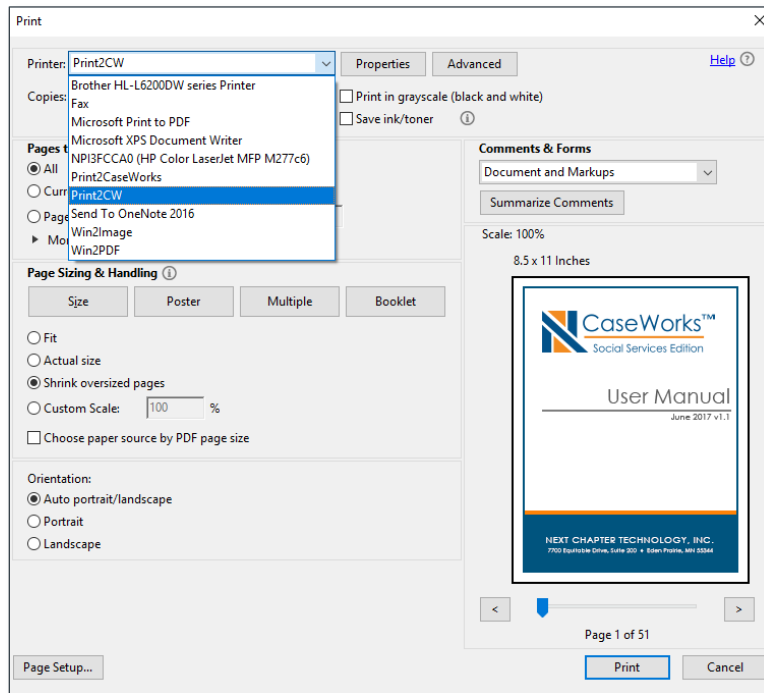 Print
Printer: Print2CW Properties Advanced Help
Copies: Print in grayscale (black and white)
Save ink/toner
Brother HL-L6200DW series Printer
Fax
Microsoft Print to PDF
Microsoft XPS Document Writer
NPI3FCCA0 (HP Color LaserJet MFP M277c6)
Print2CaseWorks
Print2CW
Send To OneNote 2016
Win2Image
Win2PDF
Pages t
All
Curr
Page
Mo
Page Sizing & Handling
Size Poster Multiple Booklet
Fit
Actual size
Shrink oversized pages
Custom Scale: 100 %
Choose paper source by PDF page size
Orientation:
Auto portrait/landscape
Portrait
Landscape
Comments & Forms
Document and Markups
Summarize Comments
Scale: 100%
8.5 x 11 Inches
CaseWorks™
Social Services Edition
User Manual
June 2017 v1.1
NEXT CHAPTER TECHNOLOGY, INC.
7700 Equitable Drive, Suite 200 • Eden Prairie, MN 55344
< >
Page 1 of 51
Page Setup... Print Cancel